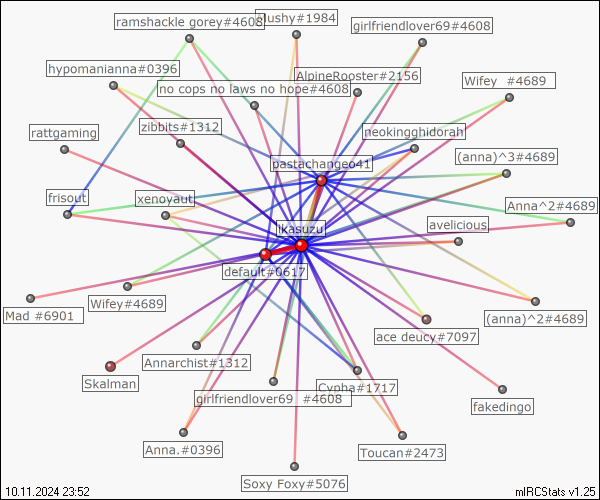 ramshackle gorey#4608
Plushy#1984
girlfriendlover69#4608
hypomanianna#0396
no cops no laws no hope#4608
AlpineRooster#2156
Wifey #4689
rattgaming
zibbits#1312
neokingghidorah
pastachangeo41
(anna)^3#4689
frisout
xenoyaut
Anna^2#4689
Ikasuzu
avelicious
default#0617
Mad #6901
Wifey#4689
(anna)^2#4689
Annarchist#1312
ace deucy#7097
Skalman
girlfriendlover69 #4608
Cypha#1717
fakedingo
Anna.#0396
Toucan#2473
Soxy Foxy#5076
10.11.2024 23:52
mIRCStats v1.25